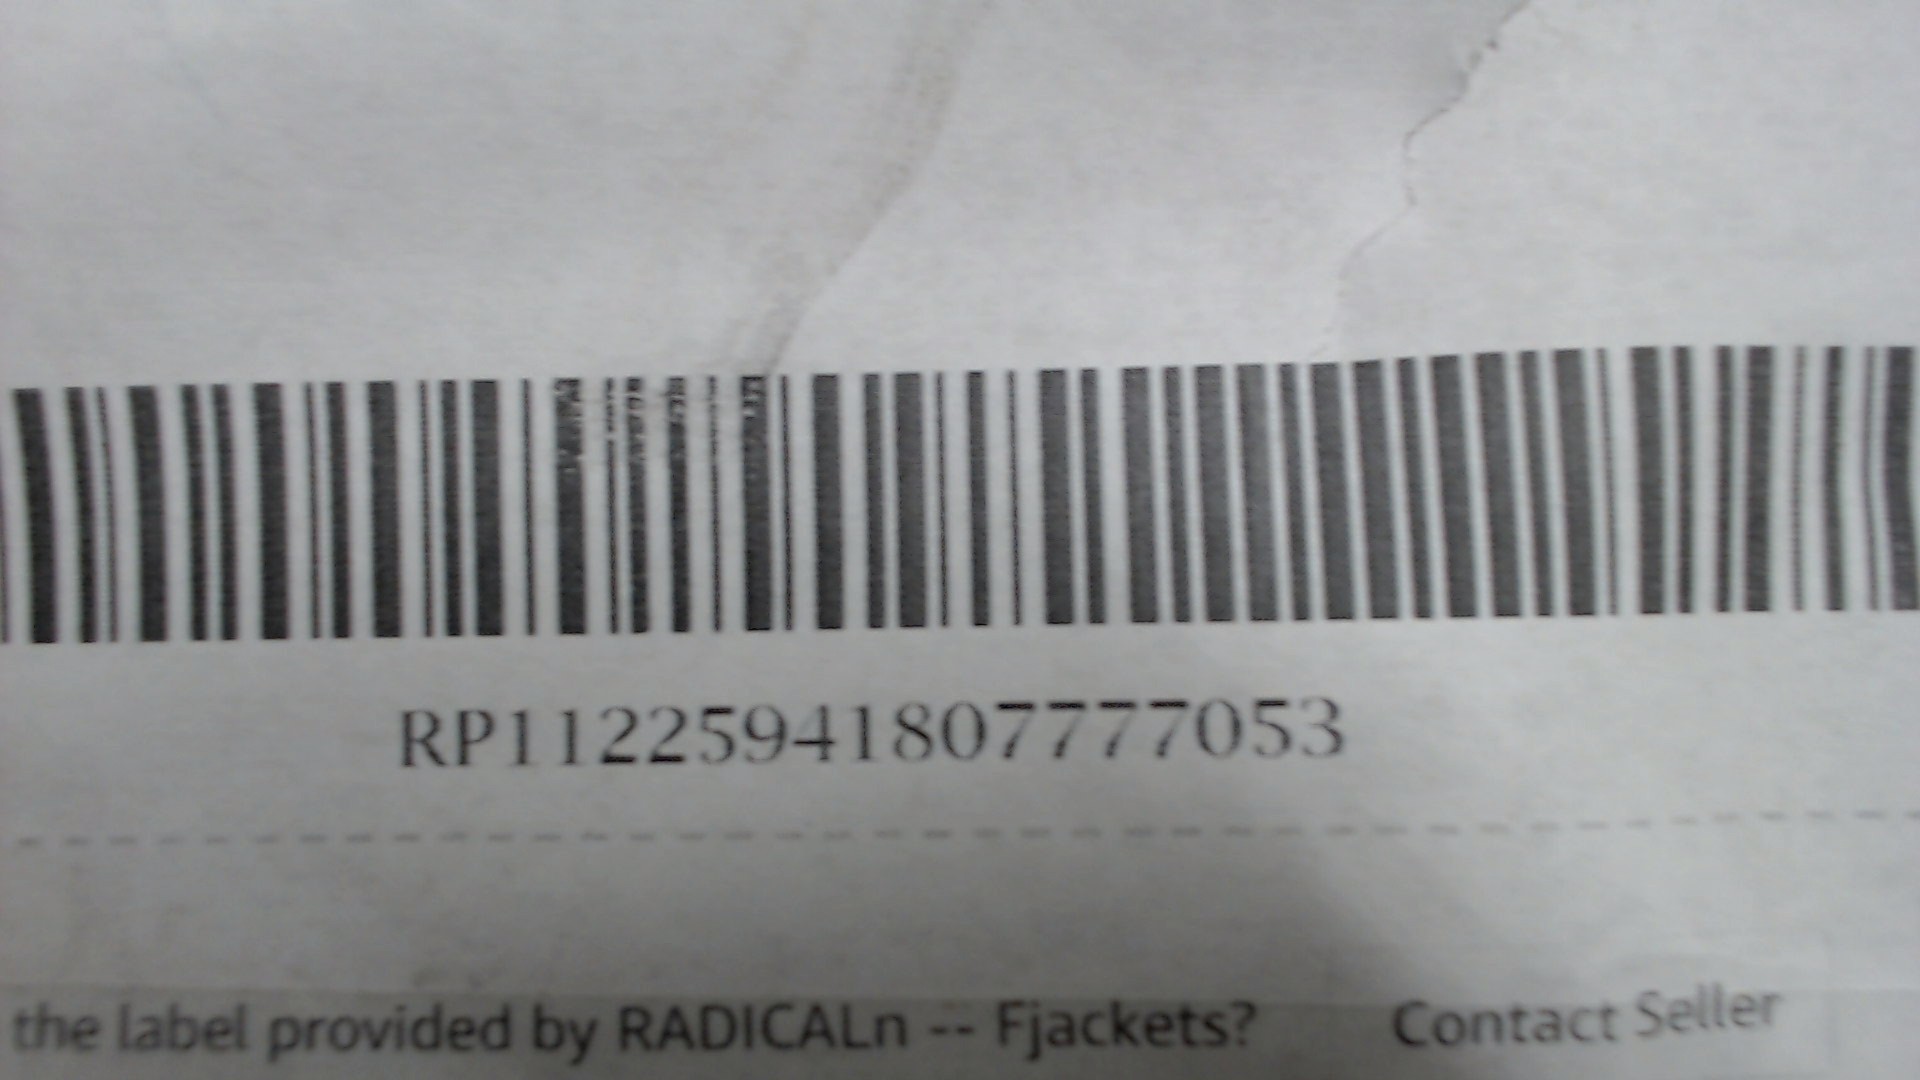 RP112259418077777053
the label provided by RADICALn -- Fjackets? Contact Seller